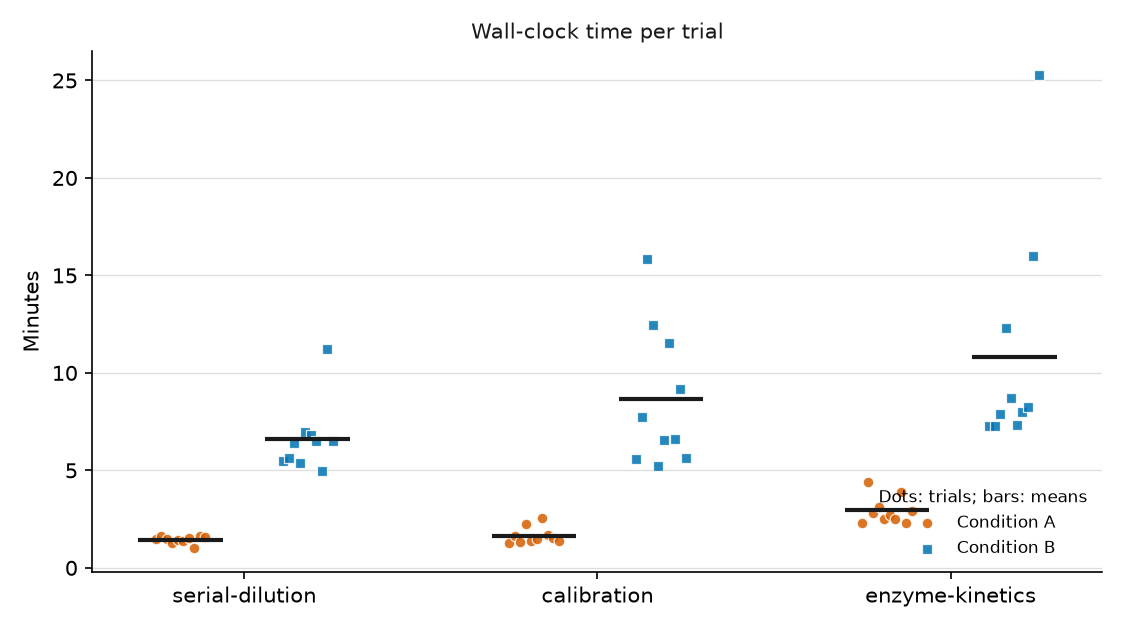 Wall-clock time per trial
Minutes
25
20
15
10
5
0
Dots: trials; bars: means
Condition A
Condition B
serial-dilution
calibration
enzyme-kinetics